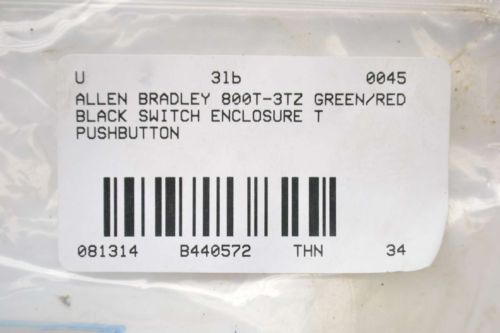 U 31b 0045
ALLEN BRADLEY 800T-3TZ GREEN/RED
BLACK SWITCH ENCLOSURE T
PUSHBUTTON
081314 B440572 THN 34